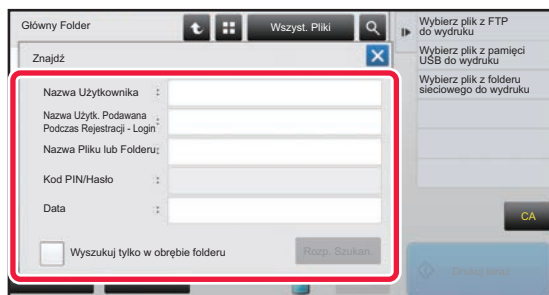 Główny Folder
Wszyst. Pliki
Znajdź
Nazwa Użytkownika :
Nazwa Użytk. Podawana
Podczas Rejestracji - Login :
Nazwa Pliku lub Folderu :
Kod PIN/Hasło :
Data :
Wyszukuj tylko w obrębie folderu
Rozp. Szukan.
Wybierz plik z FTP
do wydruku
Wybierz plik z pamięci
USB do wydruku
Wybierz plik z folderu
sieciowego do wydruku
CA
Drukuj teraz